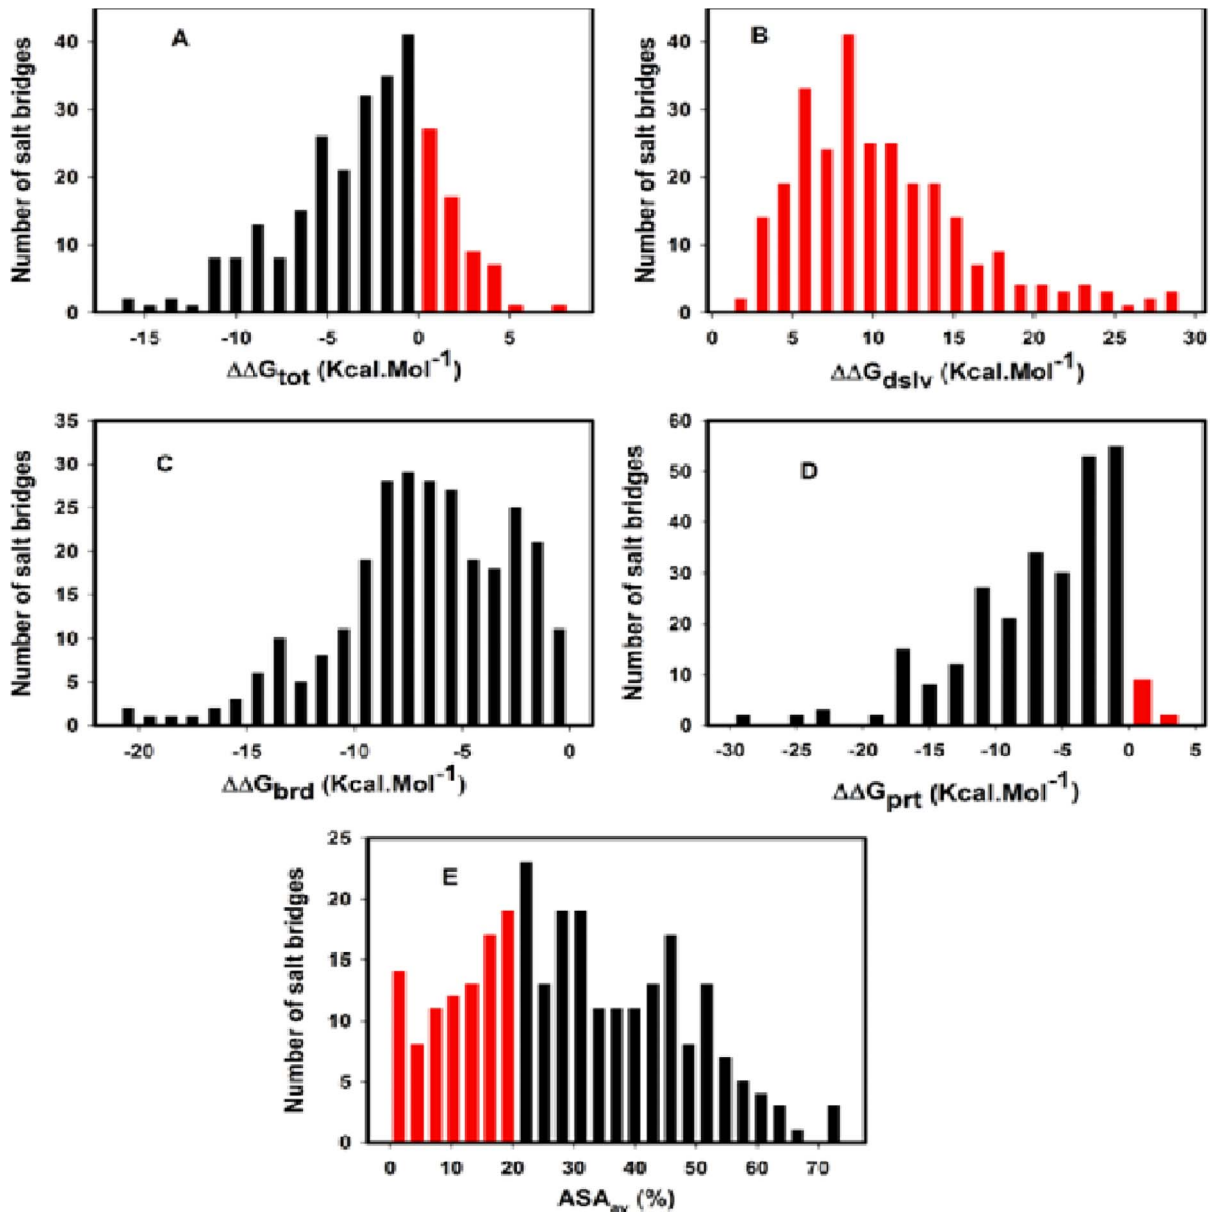 A
Number of salt bridges
40
30
20
10
0
-15 -10 -5 0 5
ΔΔG_tot (Kcal.Mol⁻¹)
B
Number of salt bridges
40
30
20
10
0
0 5 10 15 20 25 30
ΔΔG_dslv (Kcal.Mol⁻¹)
C
Number of salt bridges
35
30
25
20
15
10
5
0
-20 -15 -10 -5 0
ΔΔG_brd (Kcal.Mol⁻¹)
D
Number of salt bridges
60
50
40
30
20
10
0
-30 -25 -20 -15 -10 -5 0 5
ΔΔG_prt (Kcal.Mol⁻¹)
E
Number of salt bridges
25
20
15
10
5
0
0 10 20 30 40 50 60 70
ASA_av (%)